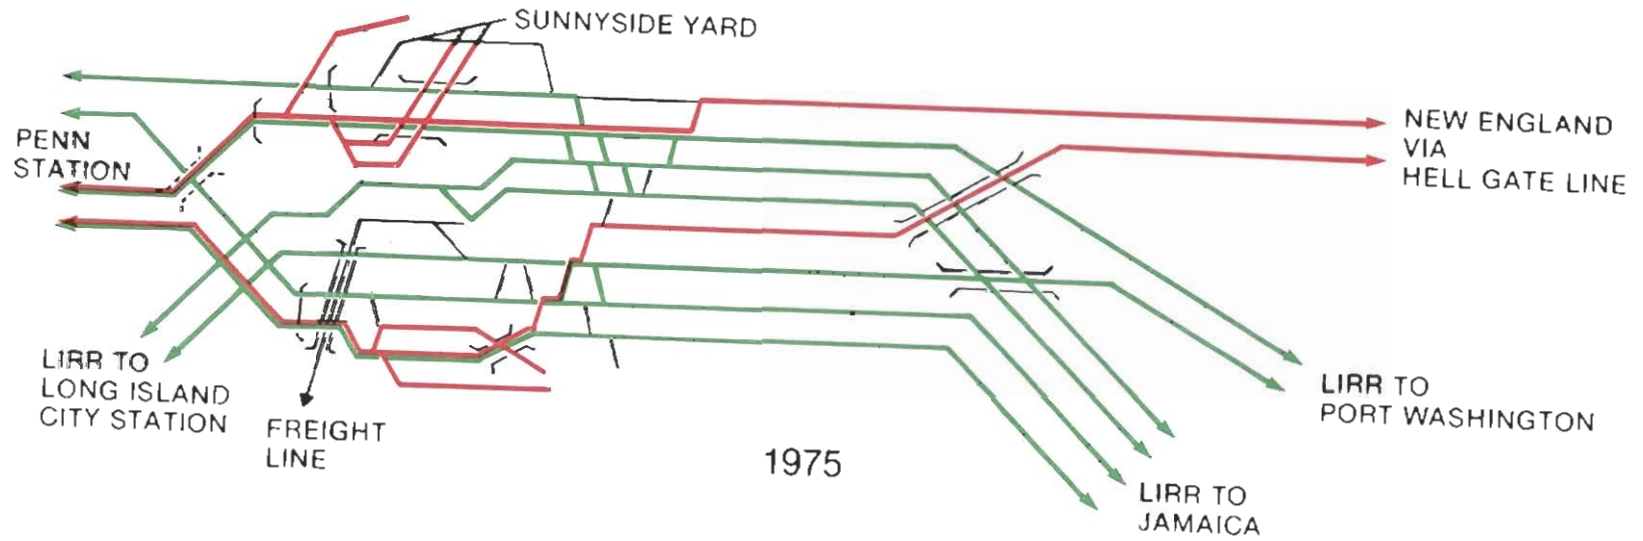 SUNNYSIDE YARD
PENN
STATION
NEW ENGLAND
VIA
HELL GATE LINE
LIRR TO
LONG ISLAND
CITY STATION
FREIGHT
LINE
1975
LIRR TO
PORT WASHINGTON
LIRR TO
JAMAICA